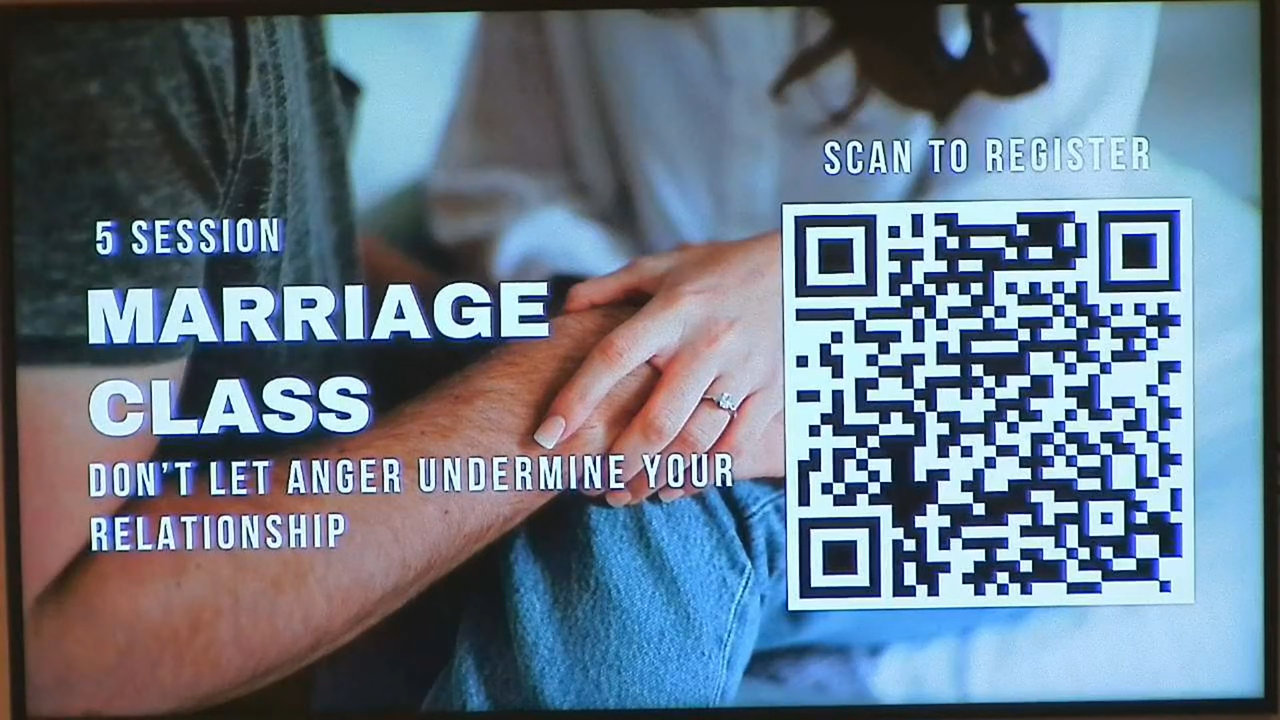 5 SESSION
MARRIAGE
CLASS
DON'T LET ANGER UNDERMINE YOUR
RELATIONSHIP
SCAN TO REGISTER